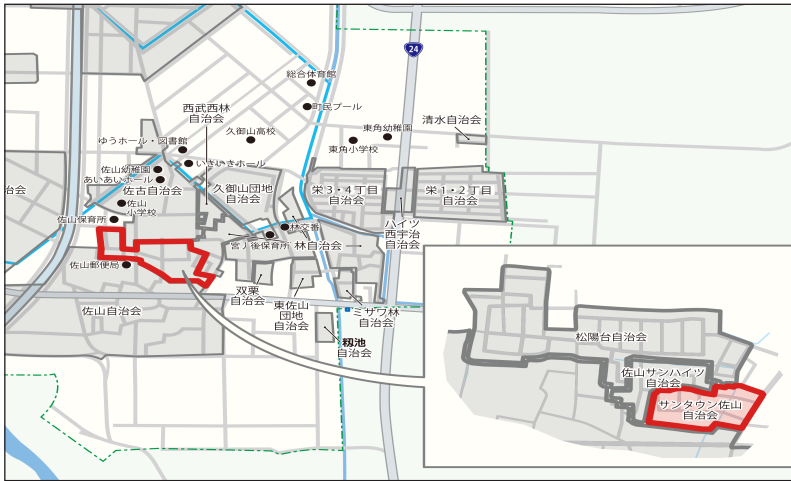 24
総合体育館
町民プール
西武西林
自治会
久御山高校
東角幼稚園
東角小学校
清水自治会
ゆうホール・図書館
いきいきホール
佐山幼稚園
あいあいホール
佐古自治会
治会
久御山団地
自治会
栄3・4丁目
自治会
栄1・2丁目
自治会
佐山
小学校
佐山保育所
林交番
宮ノ後保育所
林自治会
ハイツ
西宇治
自治会
佐山郵便局
双栗
自治会
東佐山
団地
自治会
ミサワ林
自治会
佐山自治会
籾池
自治会
松陽台自治会
佐山サンハイツ
自治会
サンタウン佐山
自治会